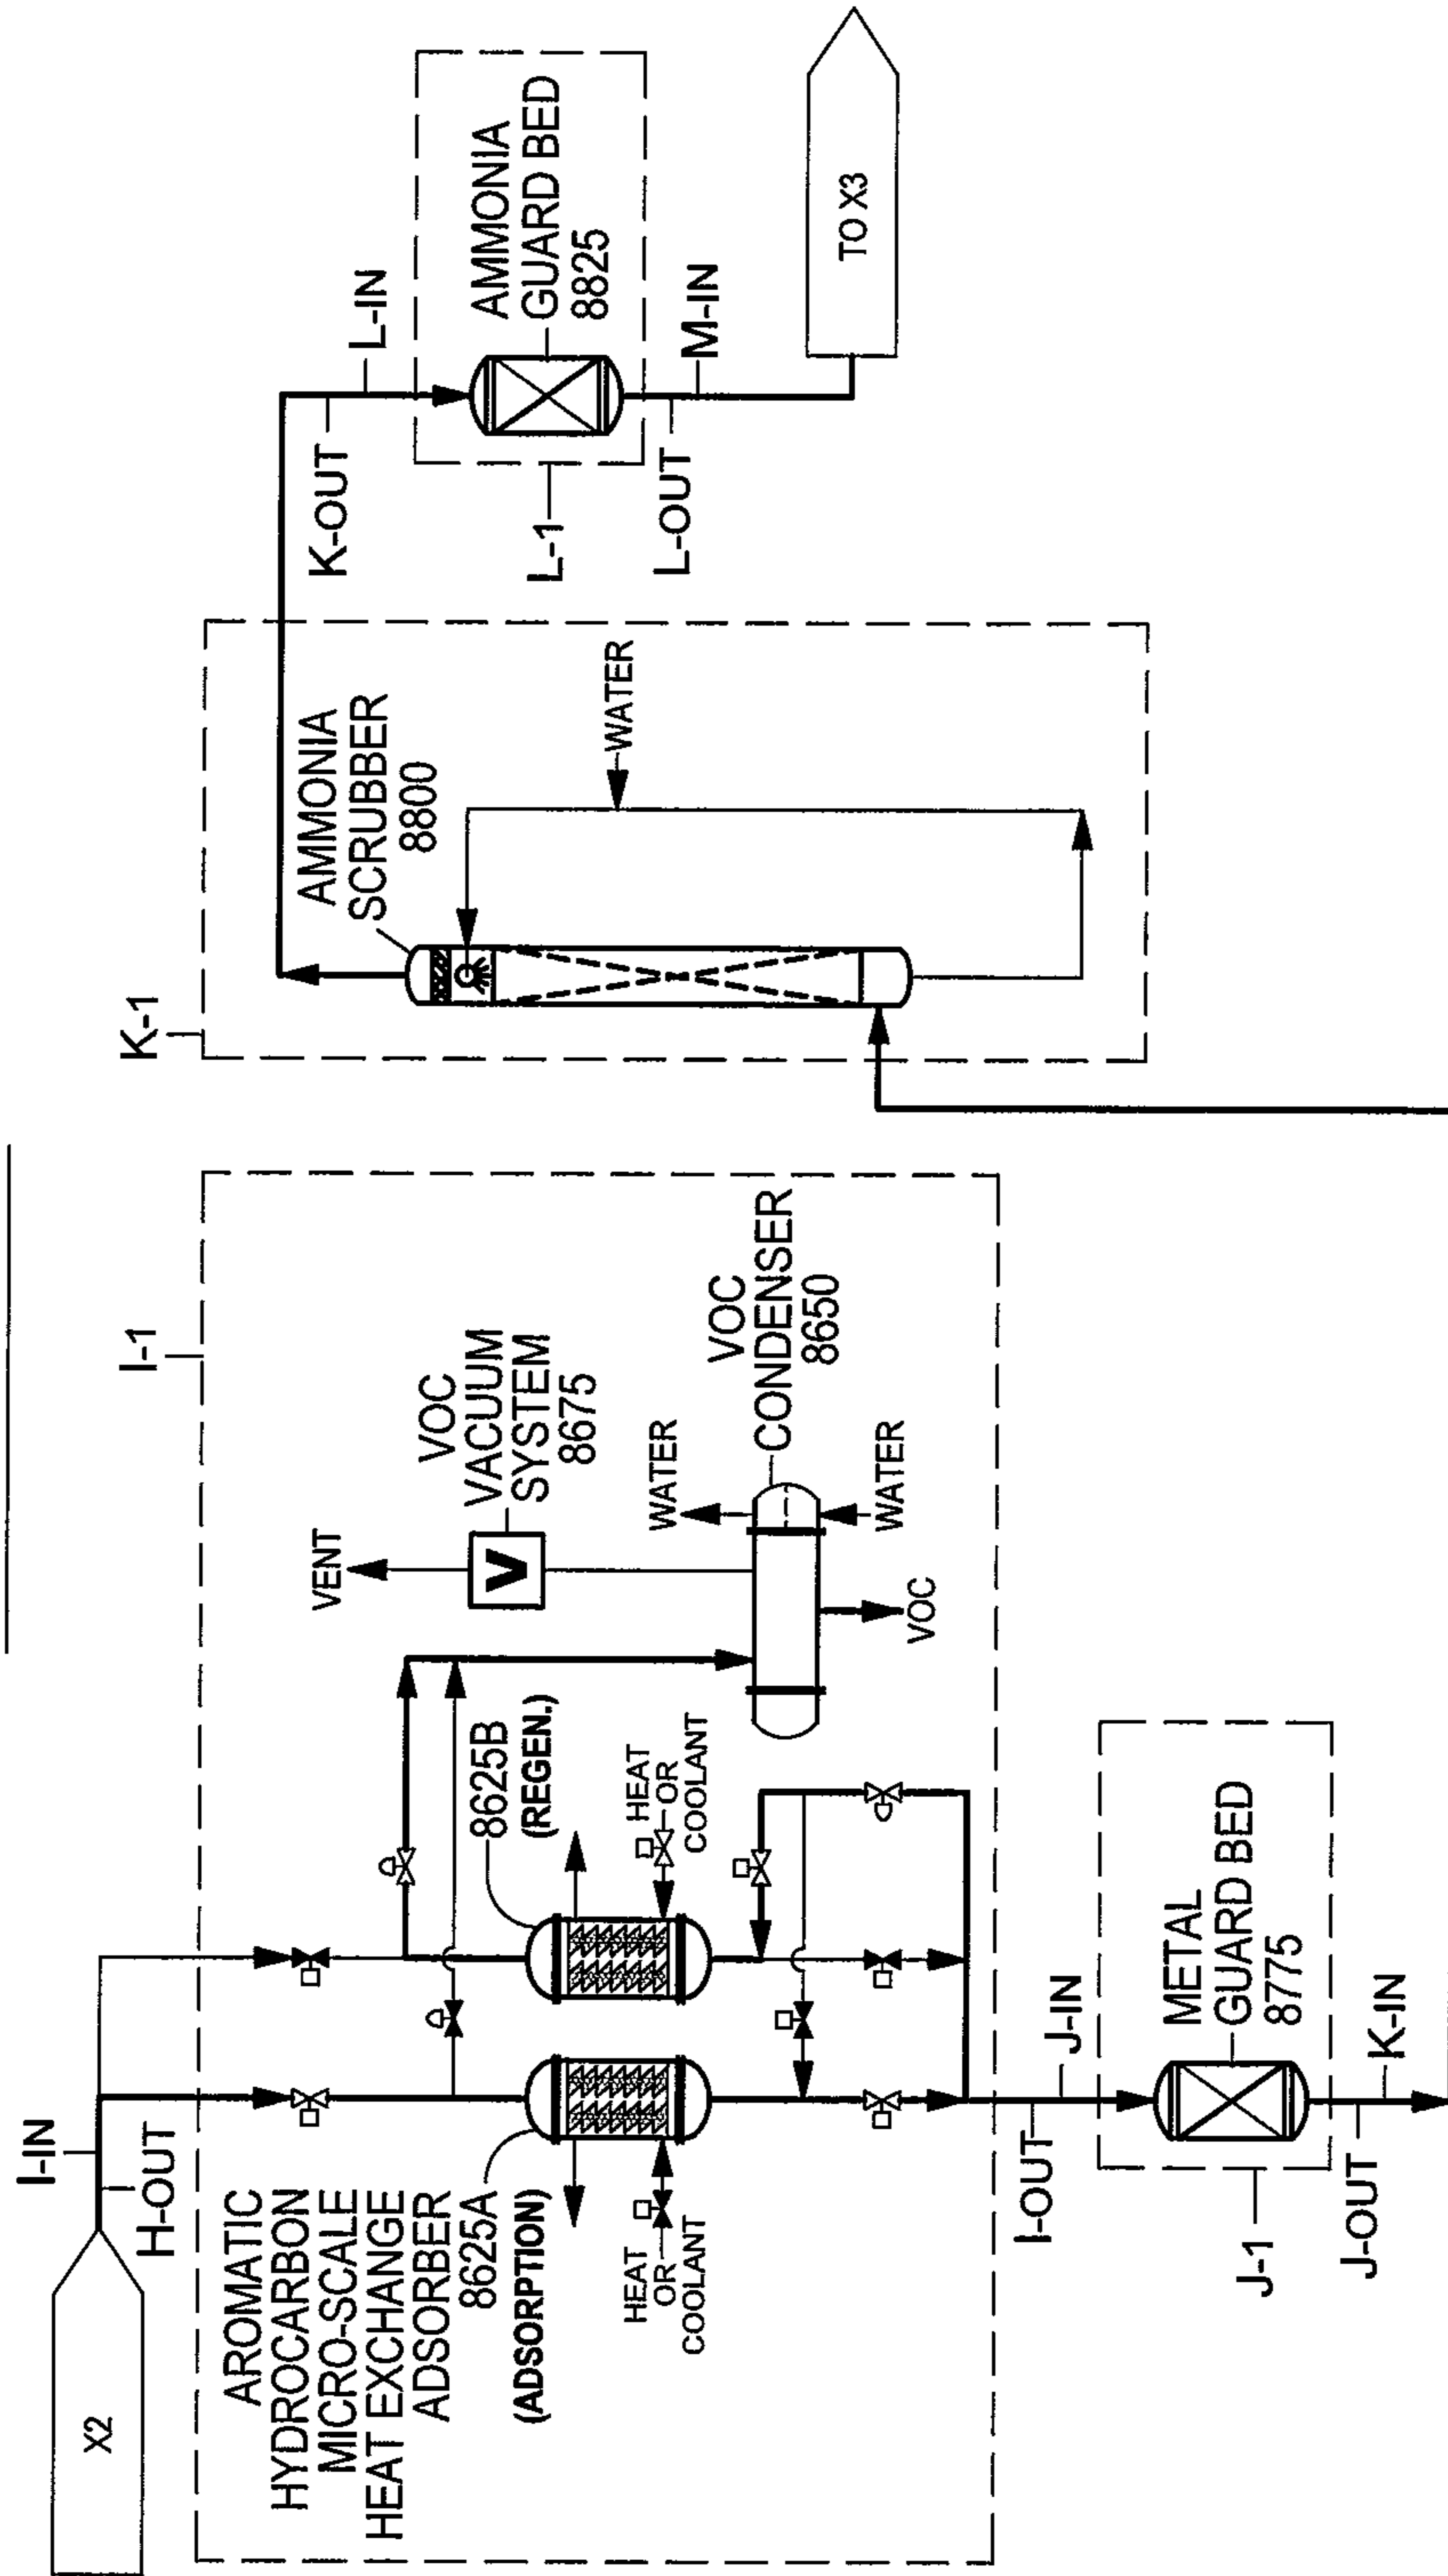 X2
I-IN
H-OUT
I-1
AROMATIC
HYDROCARBON
MICRO-SCALE
HEAT EXCHANGE
ADSORBER
8625A
(ADSORPTION)
HEAT
OR
COOLANT
8625B
(REGEN.)
HEAT
OR
COOLANT
VENT
VOC
VACUUM
SYSTEM
8675
VOC
CONDENSER
8650
WATER
WATER
VOC
I-OUT
J-IN
J-1
METAL
GUARD BED
8775
J-OUT
K-IN
K-1
AMMONIA
SCRUBBER
8800
WATER
K-OUT
L-IN
AMMONIA
GUARD BED
8825
L-1
L-OUT
M-IN
TO X3
V